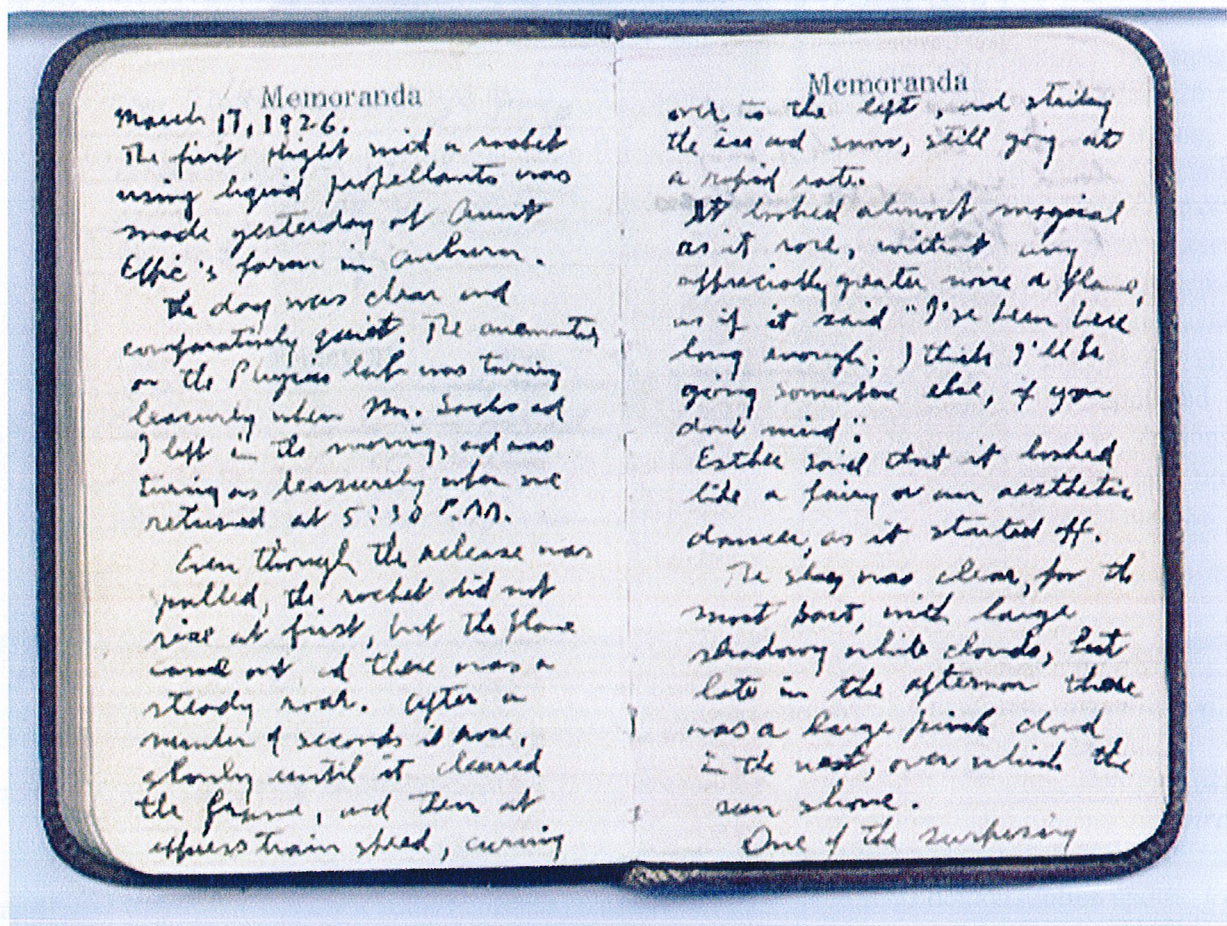 Memoranda
March 17, 1926.
The first flight with a rocket
using liquid propellants was
made yesterday at Aunt
Effie's farm in Auburn.
The day was clear and
comparatively quiet. The anemometer
on the Physics lab was turning
leasurely when Mr. Sachs and
I left in the morning, and was
turning as leasurely when we
returned at 5:30 P.M.
Even though the release was
pulled, the rocket did not
rise at first, but the flame
came out, and there was a
steady roar. After a
number of seconds it rose,
slowly until it cleared
the frame, and then at
express train speed, curving
Memoranda
over to the left, and striking
the ice and snow, still going at
a rapid rate.
It looked almost magical
as it rose, without any
appreciably greater noise or flame,
as if it said "I've been here
long enough; I think I'll be
going somewhere else, if you
dont mind".
Esther said that it looked
like a fairy or an aesthetic
dancer, as it started off.
The sky was clear, for the
most part, with large
shadowy white clouds, but
late in the afternoon there
was a large pink cloud
in the west, over which the
sun shone.
One of the surprising